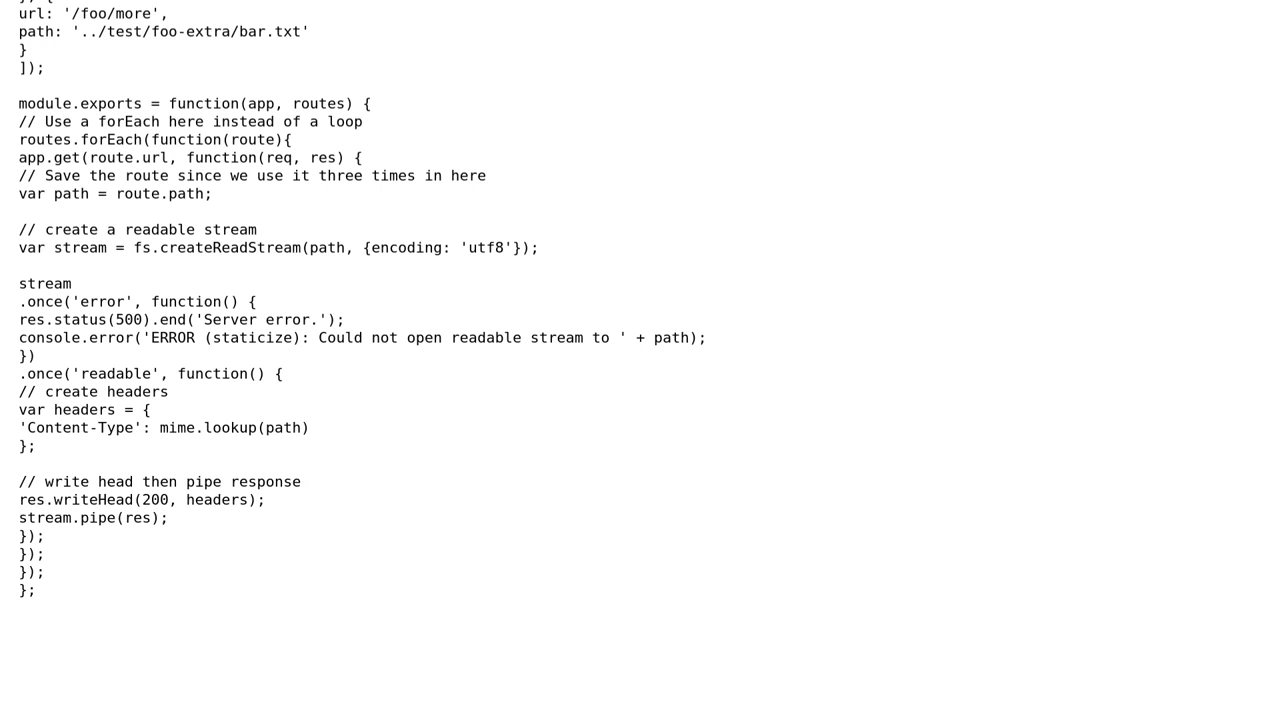 }, {
url: '/foo/more',
path: '../test/foo-extra/bar.txt'
}
]);

module.exports = function(app, routes) {
// Use a forEach here instead of a loop
routes.forEach(function(route){
app.get(route.url, function(req, res) {
// Save the route since we use it three times in here
var path = route.path;

// create a readable stream
var stream = fs.createReadStream(path, {encoding: 'utf8'});

stream
.once('error', function() {
res.status(500).end('Server error.');
console.error('ERROR (staticize): Could not open readable stream to ' + path);
})
.once('readable', function() {
// create headers
var headers = {
'Content-Type': mime.lookup(path)
};

// write head then pipe response
res.writeHead(200, headers);
stream.pipe(res);
});
});
});
};